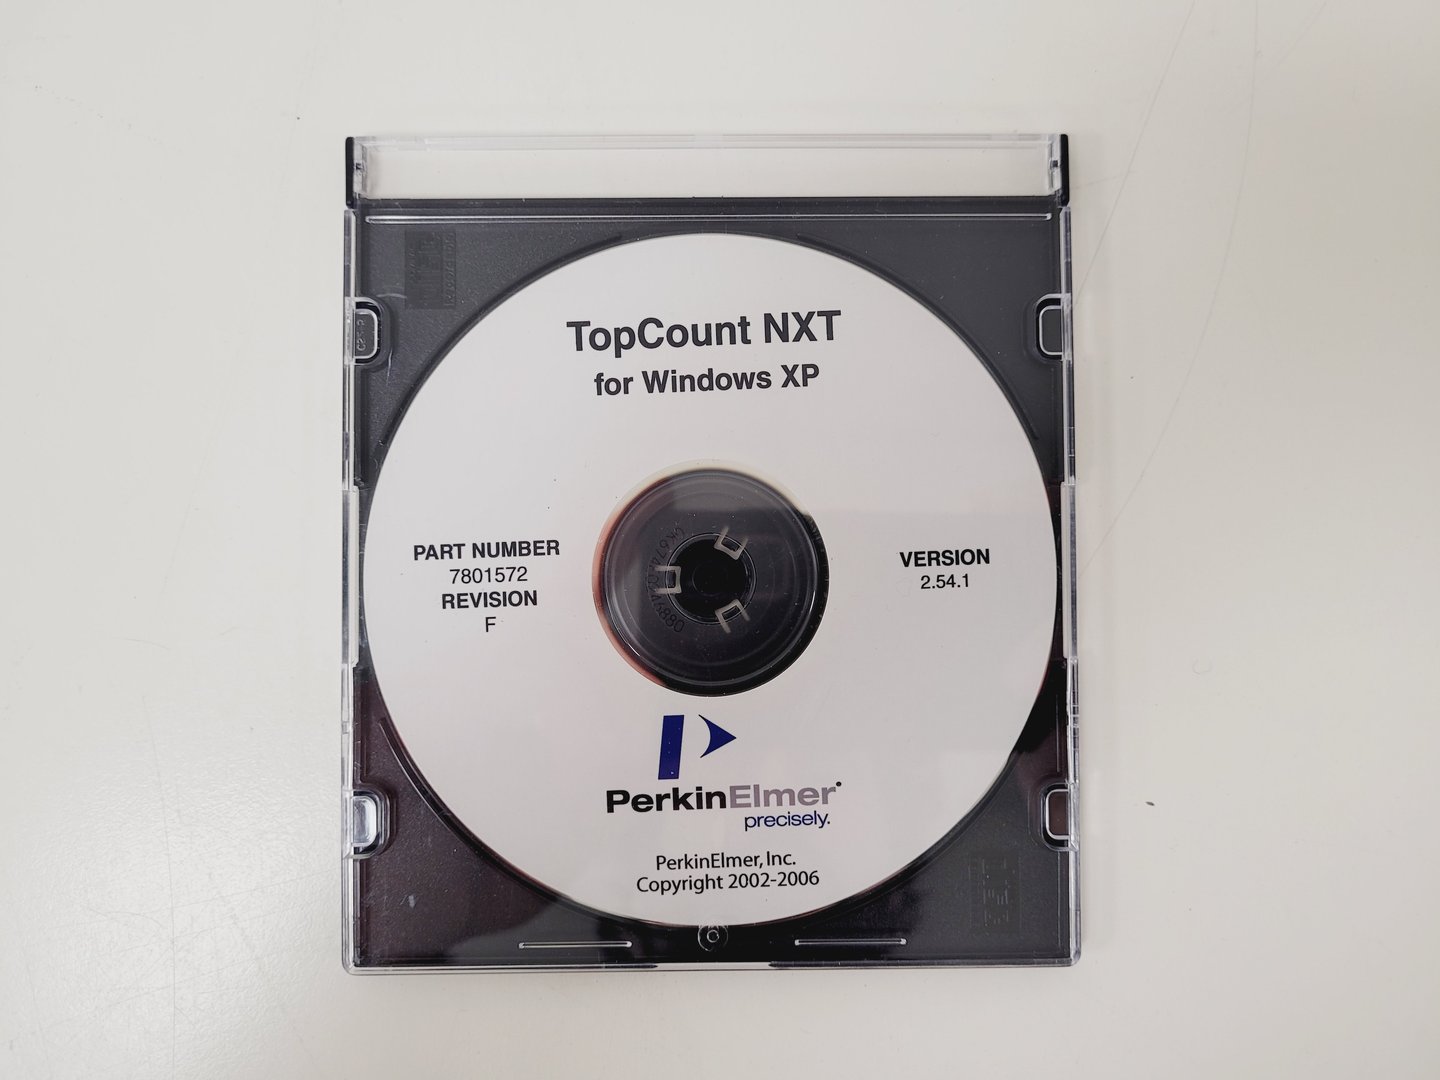 TopCount NXT
for Windows XP
PART NUMBER
7801572
REVISION
F
VERSION
2.54.1
PerkinElmer
precisely.
PerkinElmer, Inc.
Copyright 2002-2006